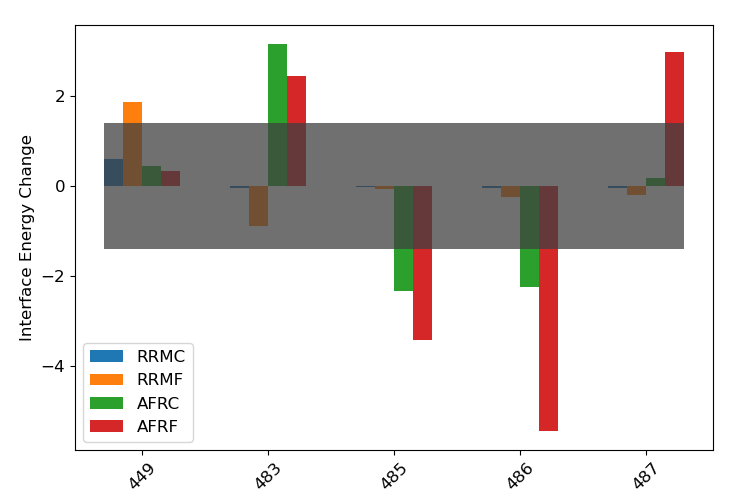 Interface Energy Change
2
0
−2
−4
RRMC
RRMF
AFRC
AFRF
449
483
485
486
487